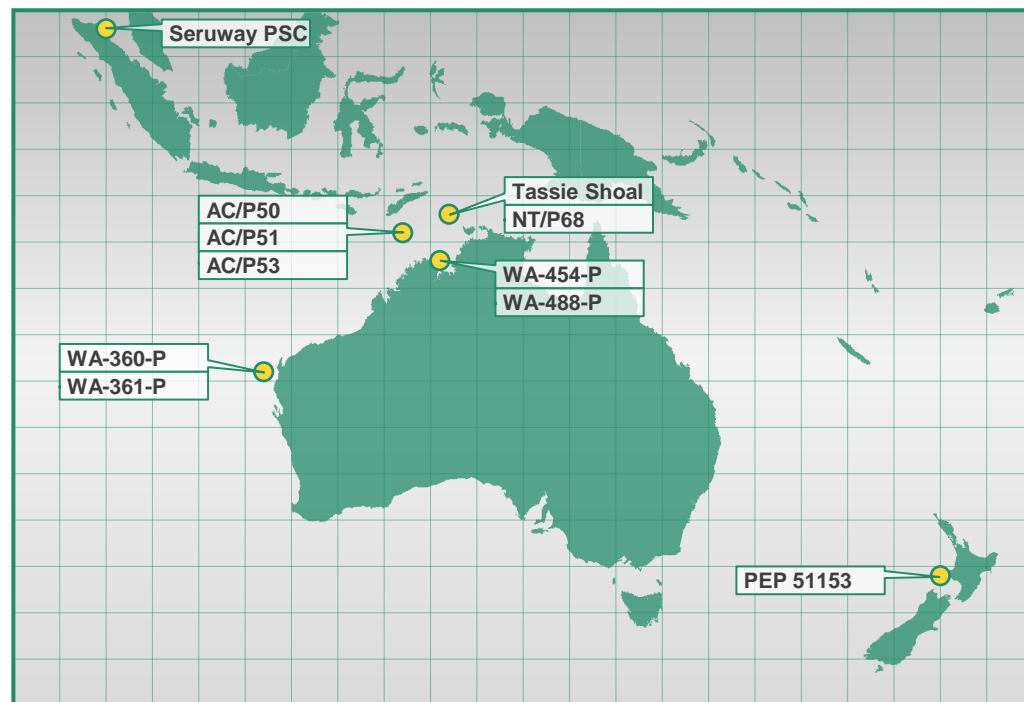 Seruway PSC
Tassie Shoal
NT/P68
AC/P50
AC/P51
AC/P53
WA-454-P
WA-488-P
WA-360-P
WA-361-P
PEP 51153